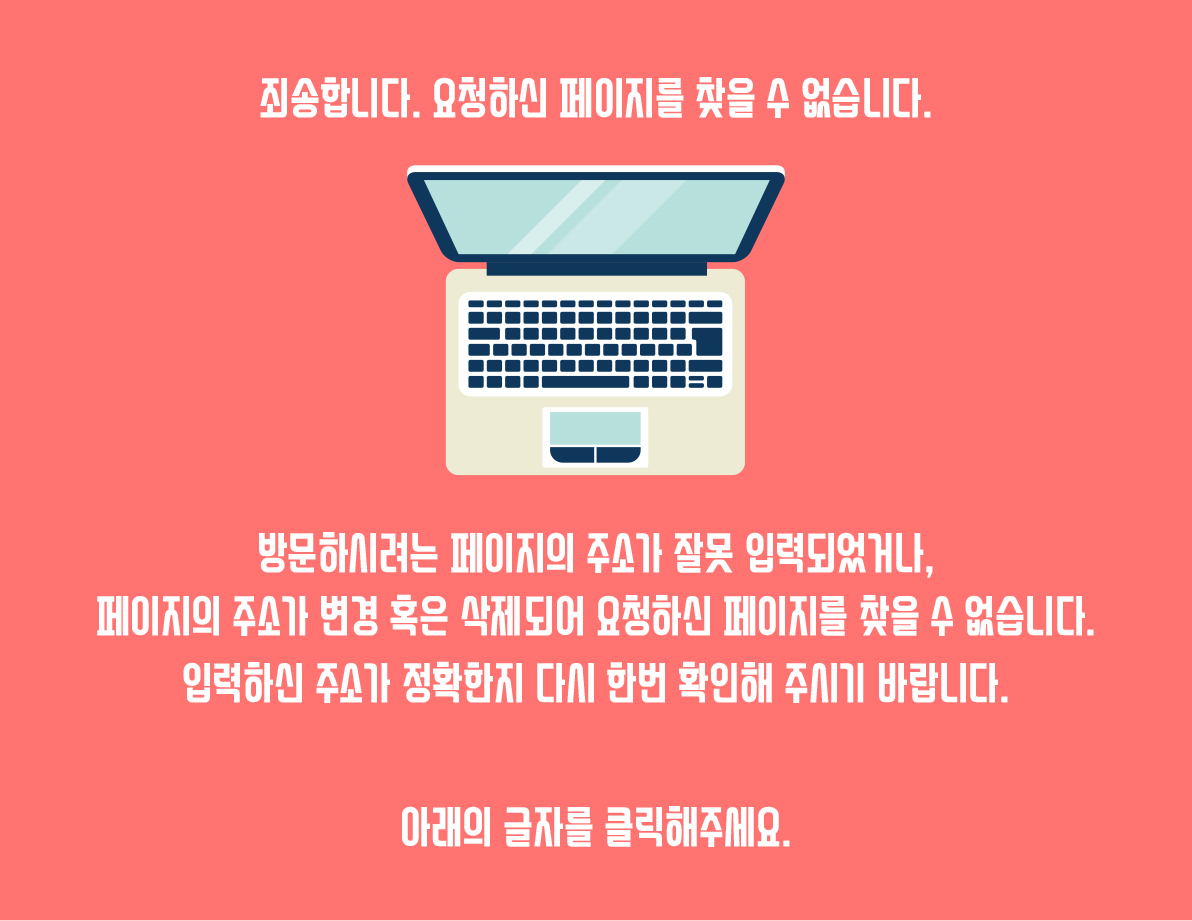 죄송합니다. 요청하신 페이지를 찾을 수 없습니다.
방문하시려는 페이지의 주소가 잘못 입력되었거나,
페이지의 주소가 변경 혹은 삭제되어 요청하신 페이지를 찾을 수 없습니다.
입력하신 주소가 정확한지 다시 한번 확인해 주시기 바랍니다.
아래의 글자를 클릭해주세요.